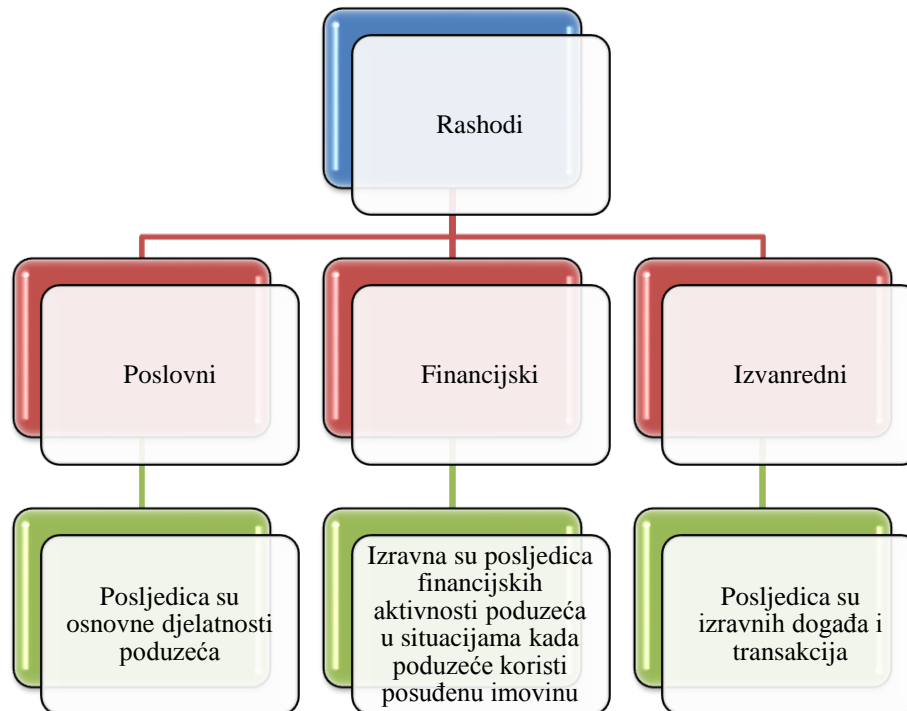 Rashodi
Poslovni
Financijski
Izvanredni
Posljedica su
osnovne djelatnosti
poduzeća
Izravna su posljedica
financijskih
aktivnosti poduzeća
u situacijama kada
poduzeće koristi
posuđenu imovinu
Posljedica su
izravnih događa i
transakcija